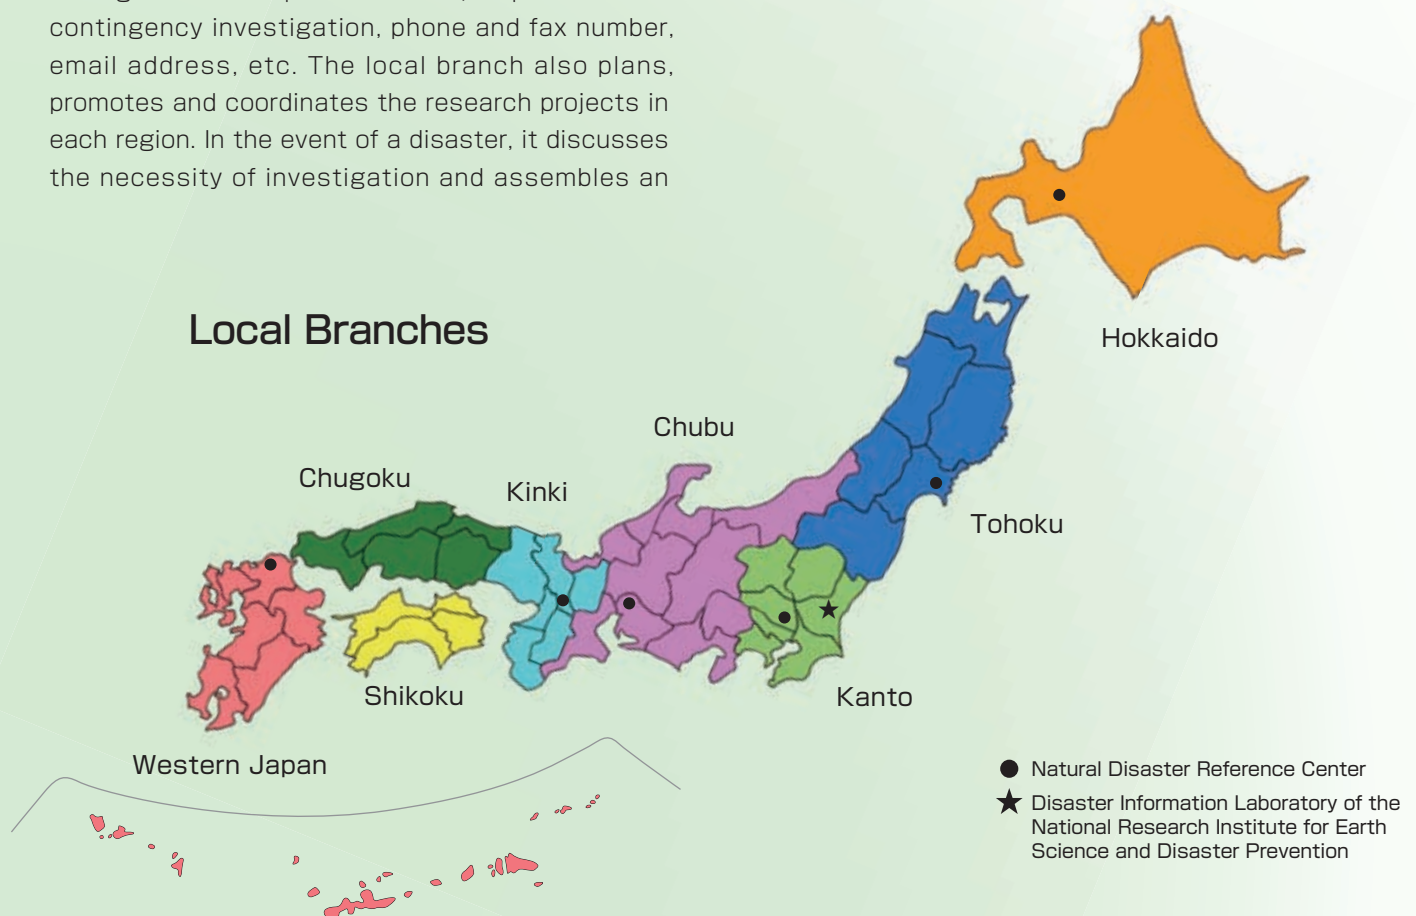 contingency investigation, phone and fax number,
email address, etc. The local branch also plans,
promotes and coordinates the research projects in
each region. In the event of a disaster, it discusses
the necessity of investigation and assembles an
Local Branches
Hokkaido
Chubu
Chugoku
Kinki
Tohoku
Shikoku
Kanto
Western Japan
Natural Disaster Reference Center
Disaster Information Laboratory of the
National Research Institute for Earth
Science and Disaster Prevention